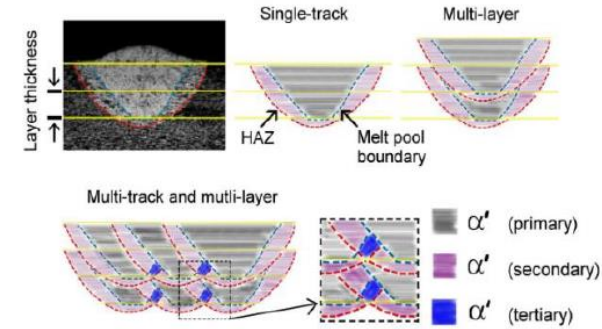 Single-track
Multi-layer
Layer thickness
HAZ
Melt pool
boundary
Multi-track and mutli-layer
α′ (primary)
α′ (secondary)
α′ (tertiary)